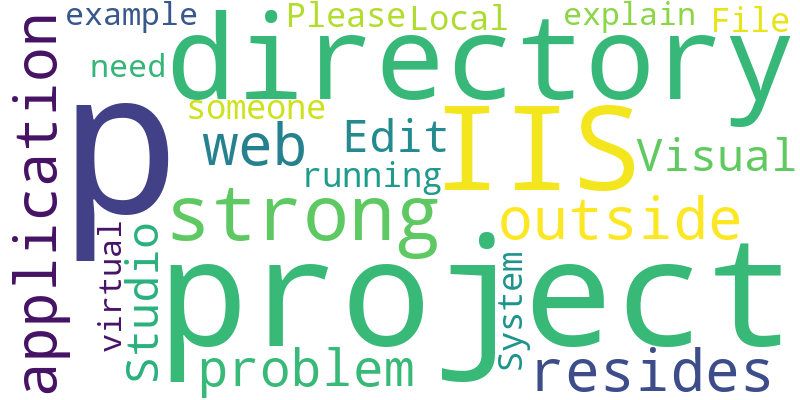 example
Please
Local
explain
File
directory
need
someone
p
IIS
web
Edit
Visual
running
application
strong
outside
virtual
Studio
project
System
problem
resides